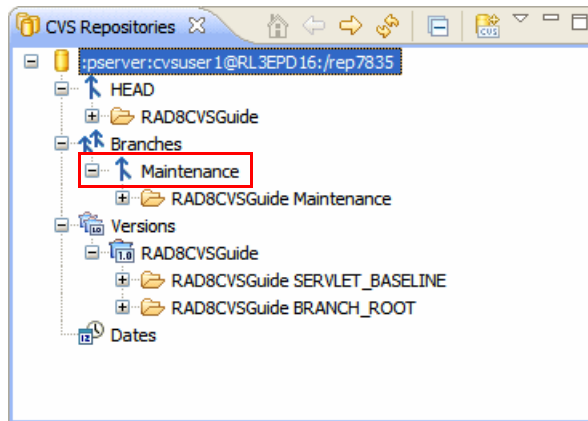 CVS Repositories
:pserver:cvsuser1@RL3EPD16:/rep7835
HEAD
RAD8CVSGuide
Branches
Maintenance
RAD8CVSGuide Maintenance
Versions
RAD8CVSGuide
RAD8CVSGuide SERVLET_BASELINE
RAD8CVSGuide BRANCH_ROOT
Dates